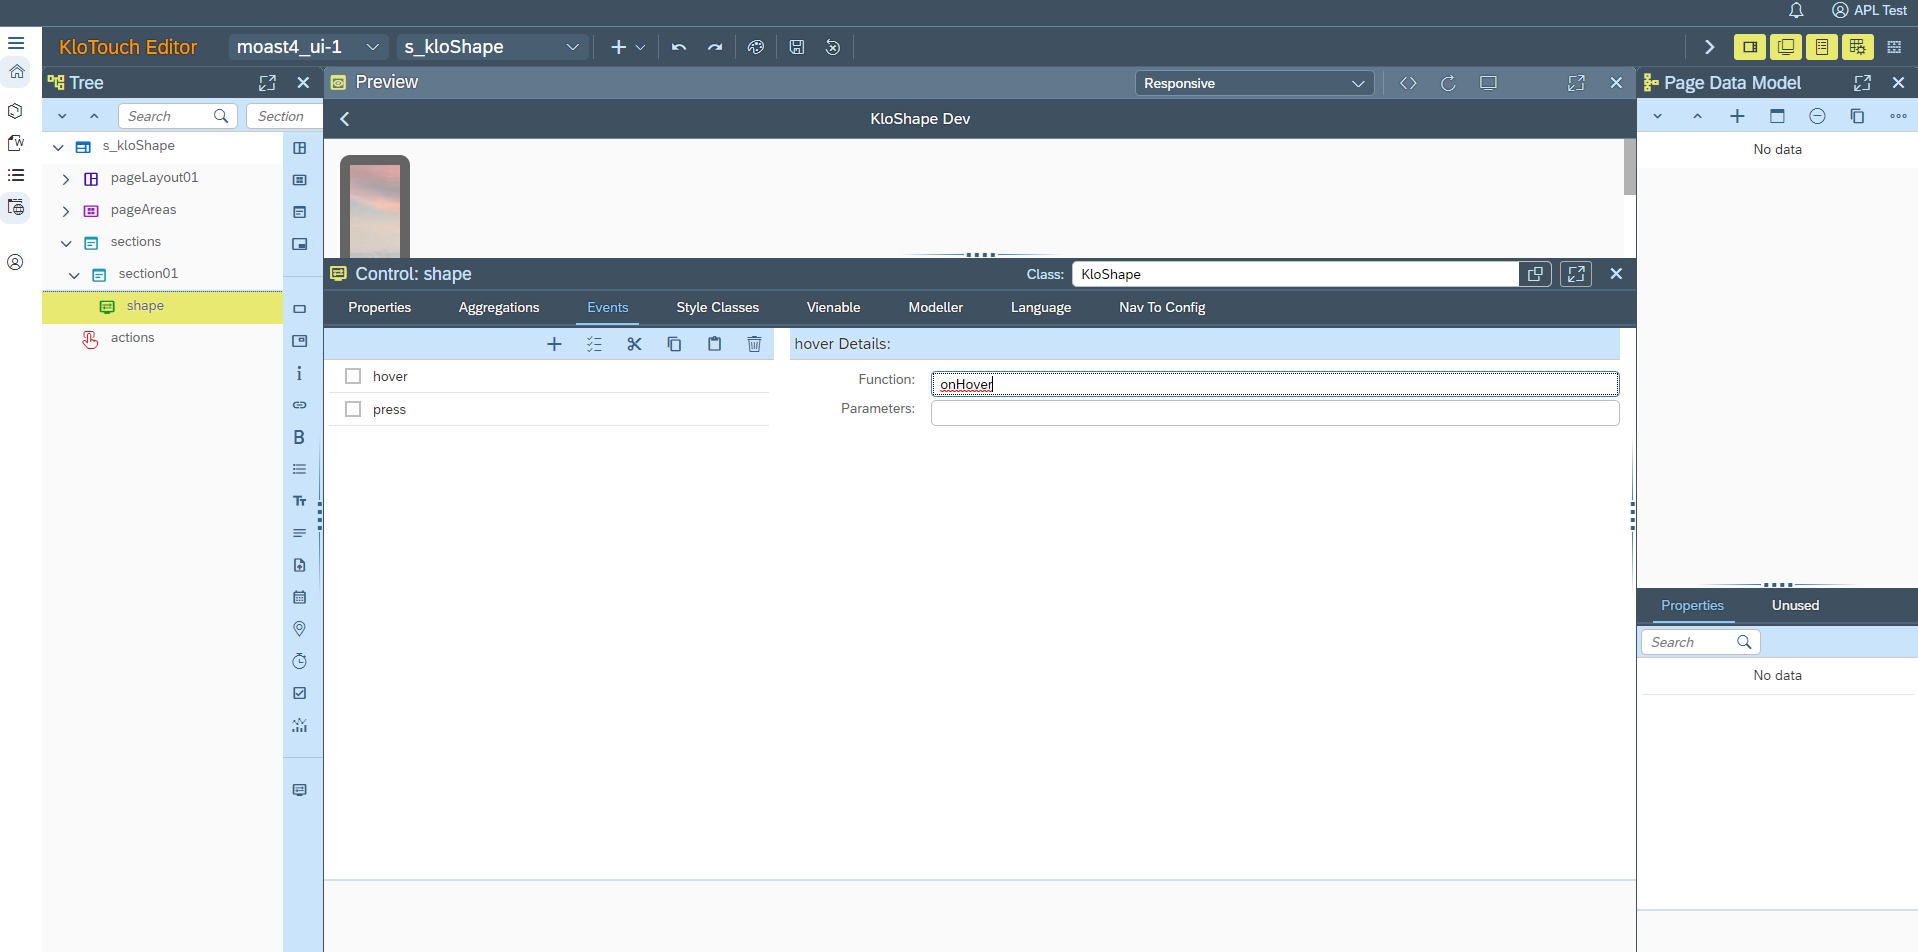 APL Test
KloTouch Editor
moast4_ui-1
s_kloShape
Tree
Search
Section
s_kloShape
pageLayout01
pageAreas
sections
section01
shape
actions
Preview
Responsive
KloShape Dev
Control: shape
Class:
KloShape
Properties
Aggregations
Events
Style Classes
Vienable
Modeller
Language
Nav To Config
hover
press
hover Details:
Function:
onHover
Parameters:
Page Data Model
No data
Properties
Unused
Search
No data